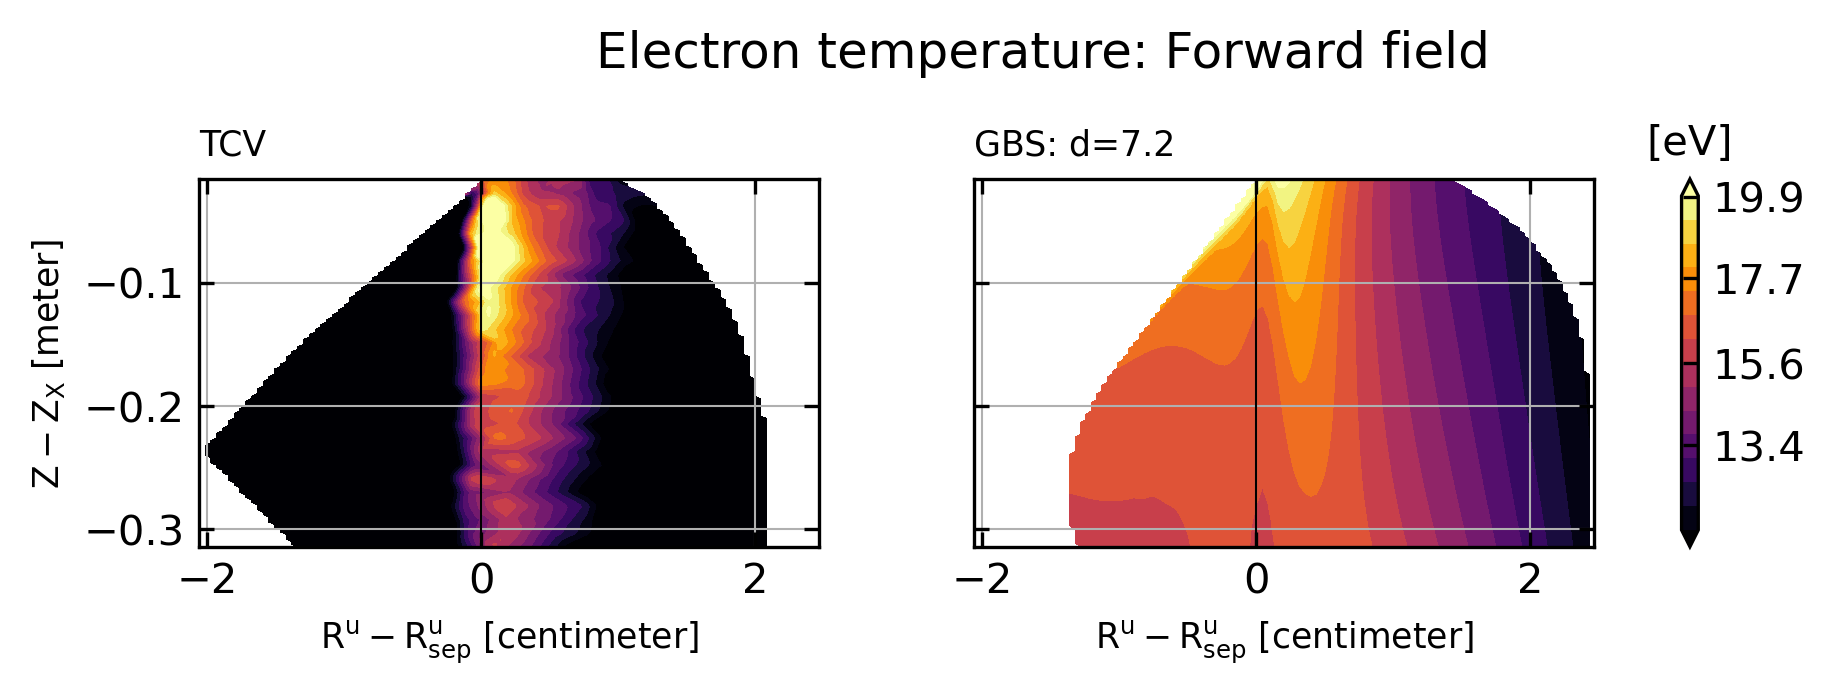 Electron temperature: Forward field
TCV
GBS: d=7.2
[eV]
19.9
17.7
15.6
13.4
Z − Z_X [meter]
−0.1
−0.2
−0.3
−2 0 2
−2 0 2
R^u − R^u_sep [centimeter]
R^u − R^u_sep [centimeter]